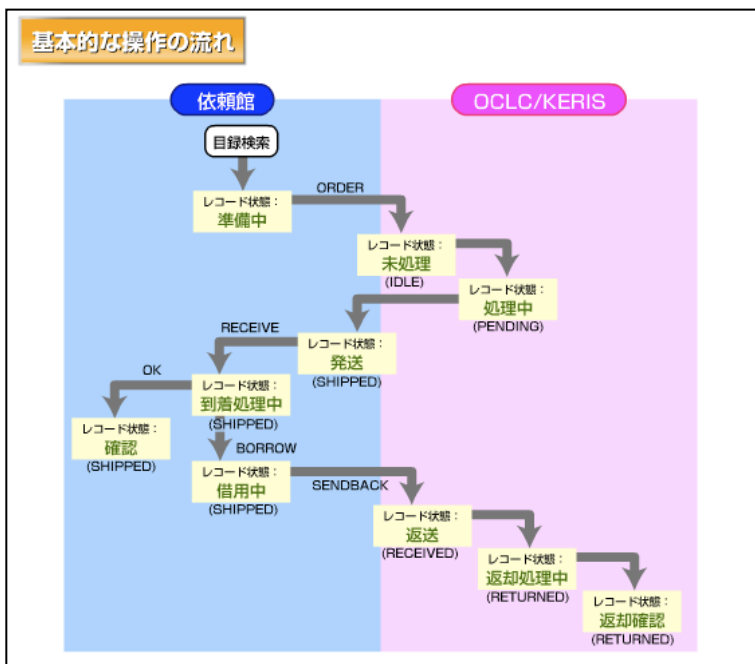 基本的な操作の流れ
依頼館
OCLC/KERIS
目録検索
ORDER
レコード状態：
準備中
レコード状態：
未処理
(IDLE)
レコード状態：
処理中
(PENDING)
RECEIVE
レコード状態：
発送
(SHIPPED)
OK
レコード状態：
到着処理中
(SHIPPED)
レコード状態：
確認
(SHIPPED)
BORROW
レコード状態：
借用中
(SHIPPED)
SENDBACK
レコード状態：
返送
(RECEIVED)
レコード状態：
返却処理中
(RETURNED)
レコード状態：
返却確認
(RETURNED)